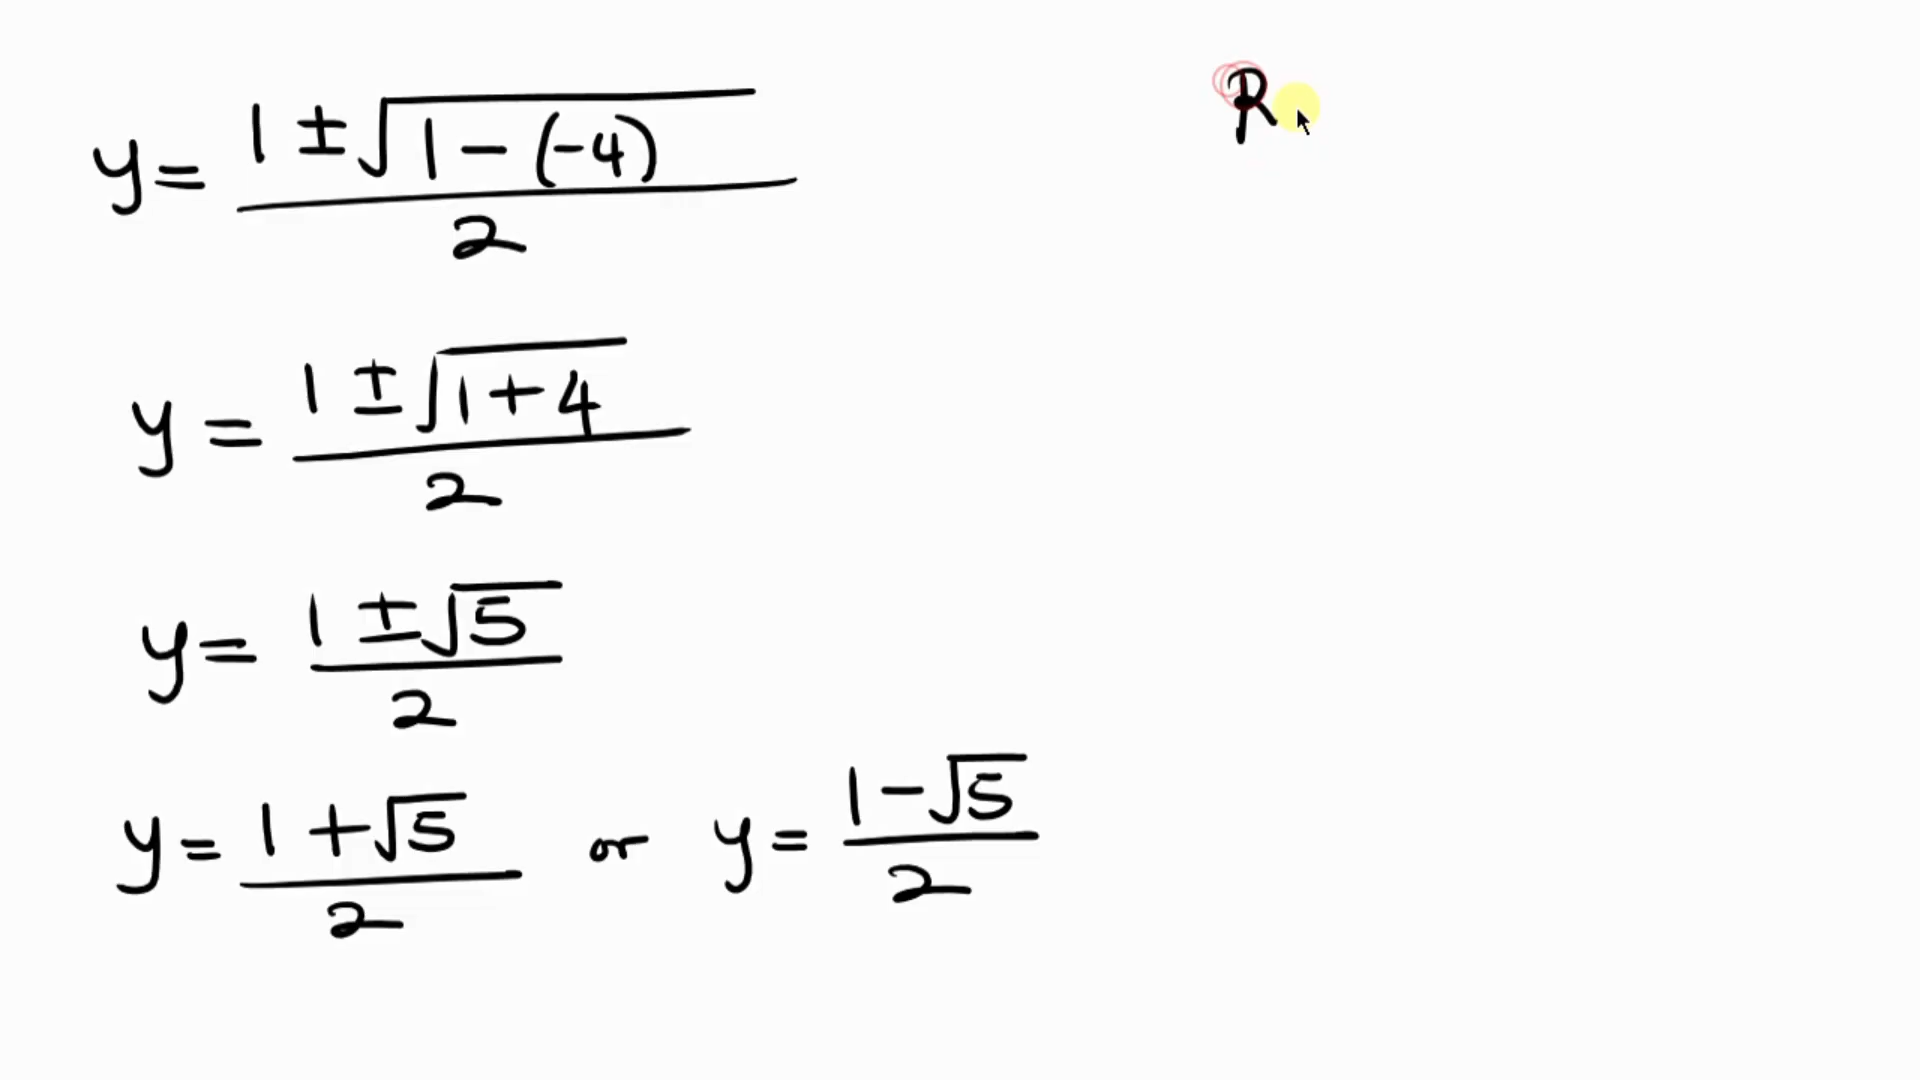 y = (1 ± √(1 - (-4))) / 2
R
y = (1 ± √(1 + 4)) / 2
y = (1 ± √5) / 2
y = (1 + √5) / 2 or y = (1 - √5) / 2